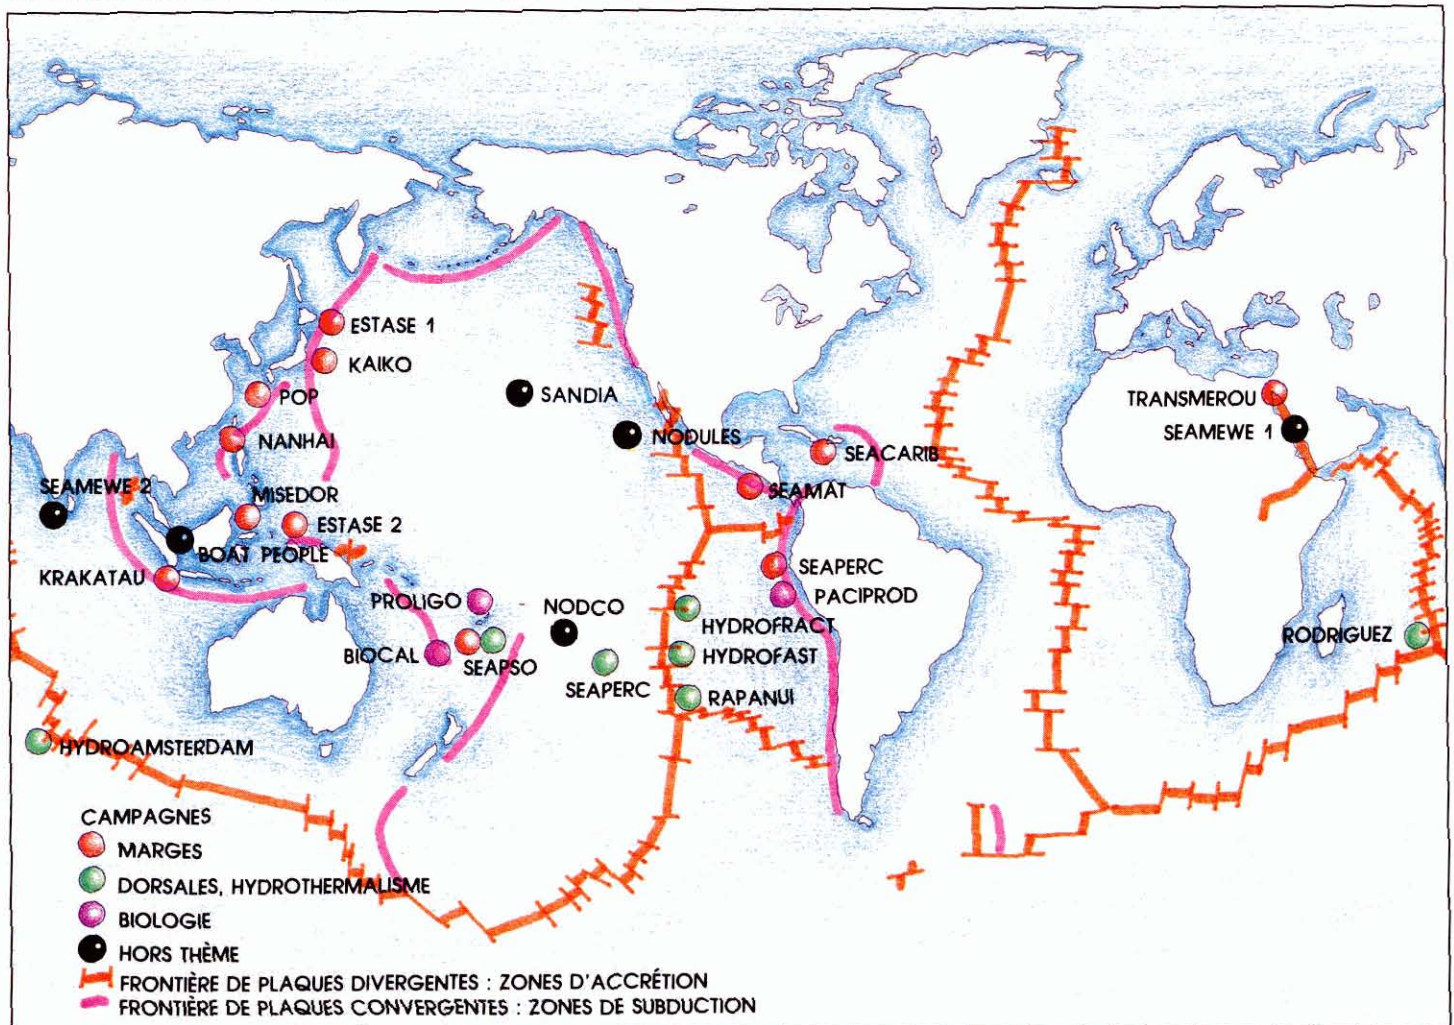 ESTASE 1
KAIKO
SANDIA
POP
TRANSMEROU
NODULES
SEAMEWE 1
NANHAI
SEACARIB
SEAMEWE 2
SEAMAT
MISEDOR
ESTASE 2
BOAT PEOPLE
SEAPERC
KRAKATAU
PACIPROD
PROLIGO
NODCO
HYDROFRACT
RODRIGUEZ
BIOCAL
HYDROFAST
SEAPSO
SEAPERC
RAPANUI
HYDROAMSTERDAM
CAMPAGNES
MARGES
DORSALES, HYDROTHERMALISME
BIOLOGIE
HORS THÈME
FRONTIÈRE DE PLAQUES DIVERGENTES : ZONES D'ACCRÉTION
FRONTIÈRE DE PLAQUES CONVERGENTES : ZONES DE SUBDUCTION